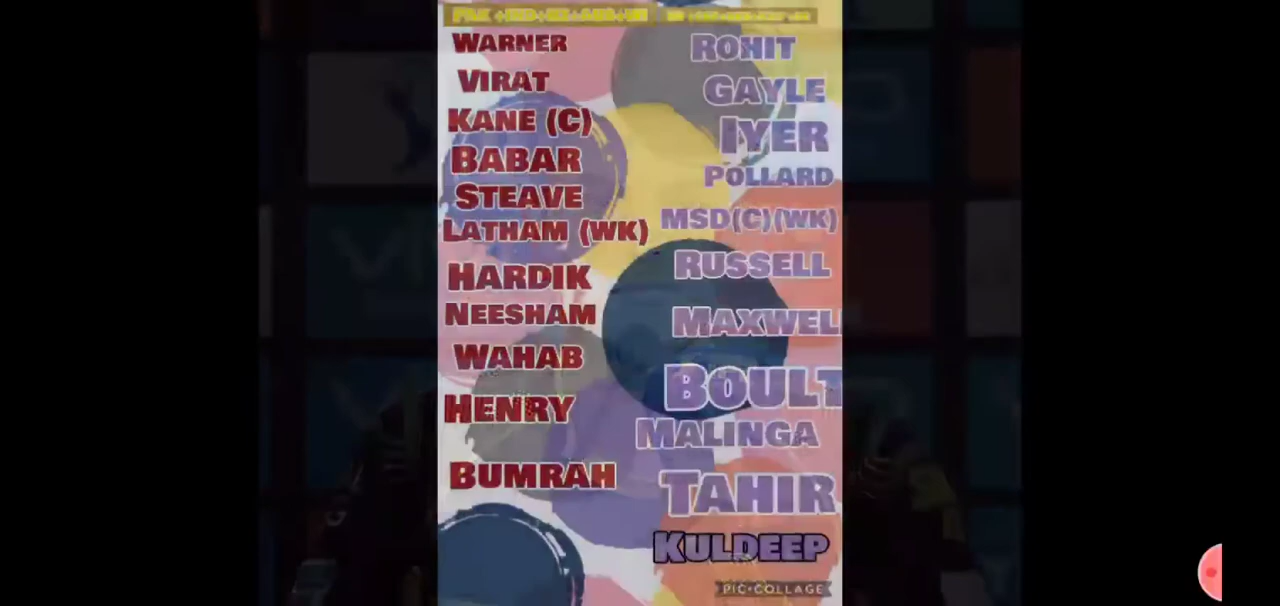 WARNER
VIRAT
KANE (C)
BABAR
STEAVE
LATHAM (WK)
HARDIK
NEESHAM
WAHAB
HENRY
BUMRAH
ROHIT
GAYLE
IYER
POLLARD
MSD(C)(WK)
RUSSELL
MAXWELL
BOULT
MALINGA
TAHIR
KULDEEP
PIC•COLLAGE